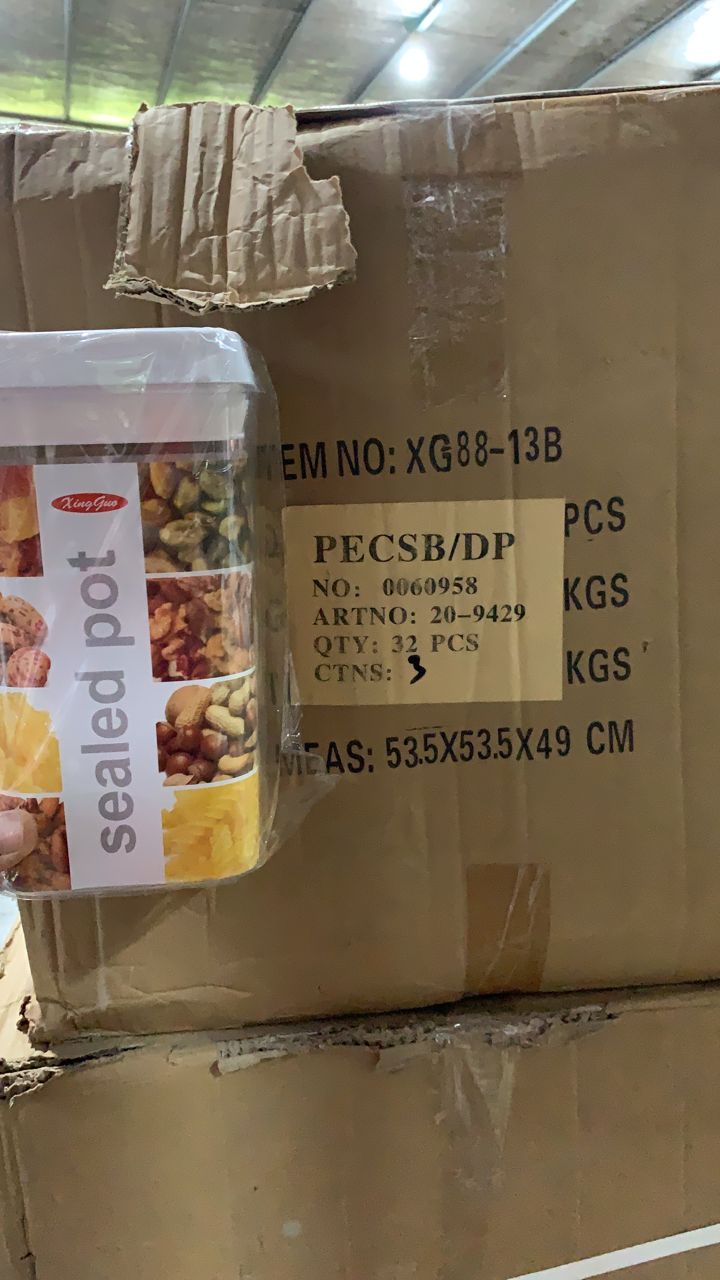 XingGuo
sealed pot
EM NO: XG88-13B
PCS
KGS
KGS
MEAS: 53.5X53.5X49 CM
PECSB/DP
NO: 0060958
ARTNO: 20-9429
QTY: 32 PCS
CTNS: 3